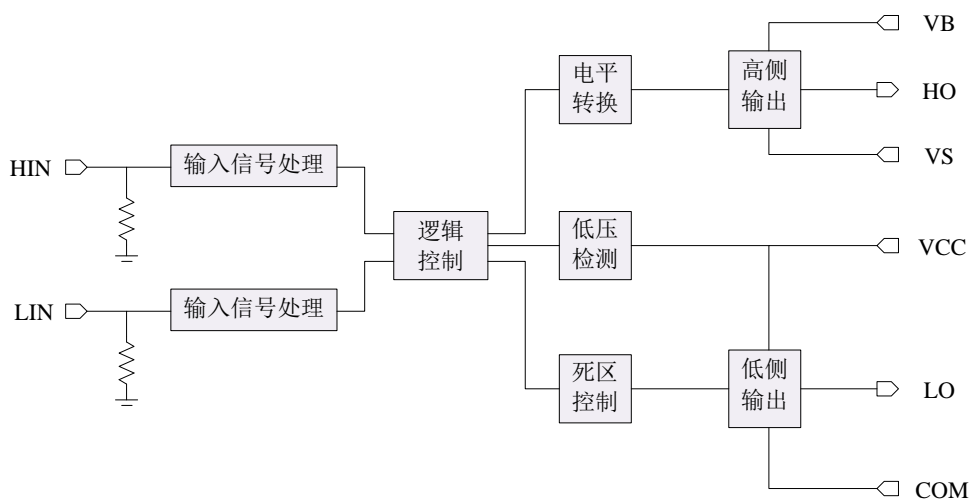 VB
电平
转换
高侧
输出
HO
HIN
输入信号处理
VS
逻辑
控制
低压
检测
VCC
LIN
输入信号处理
死区
控制
低侧
输出
LO
COM